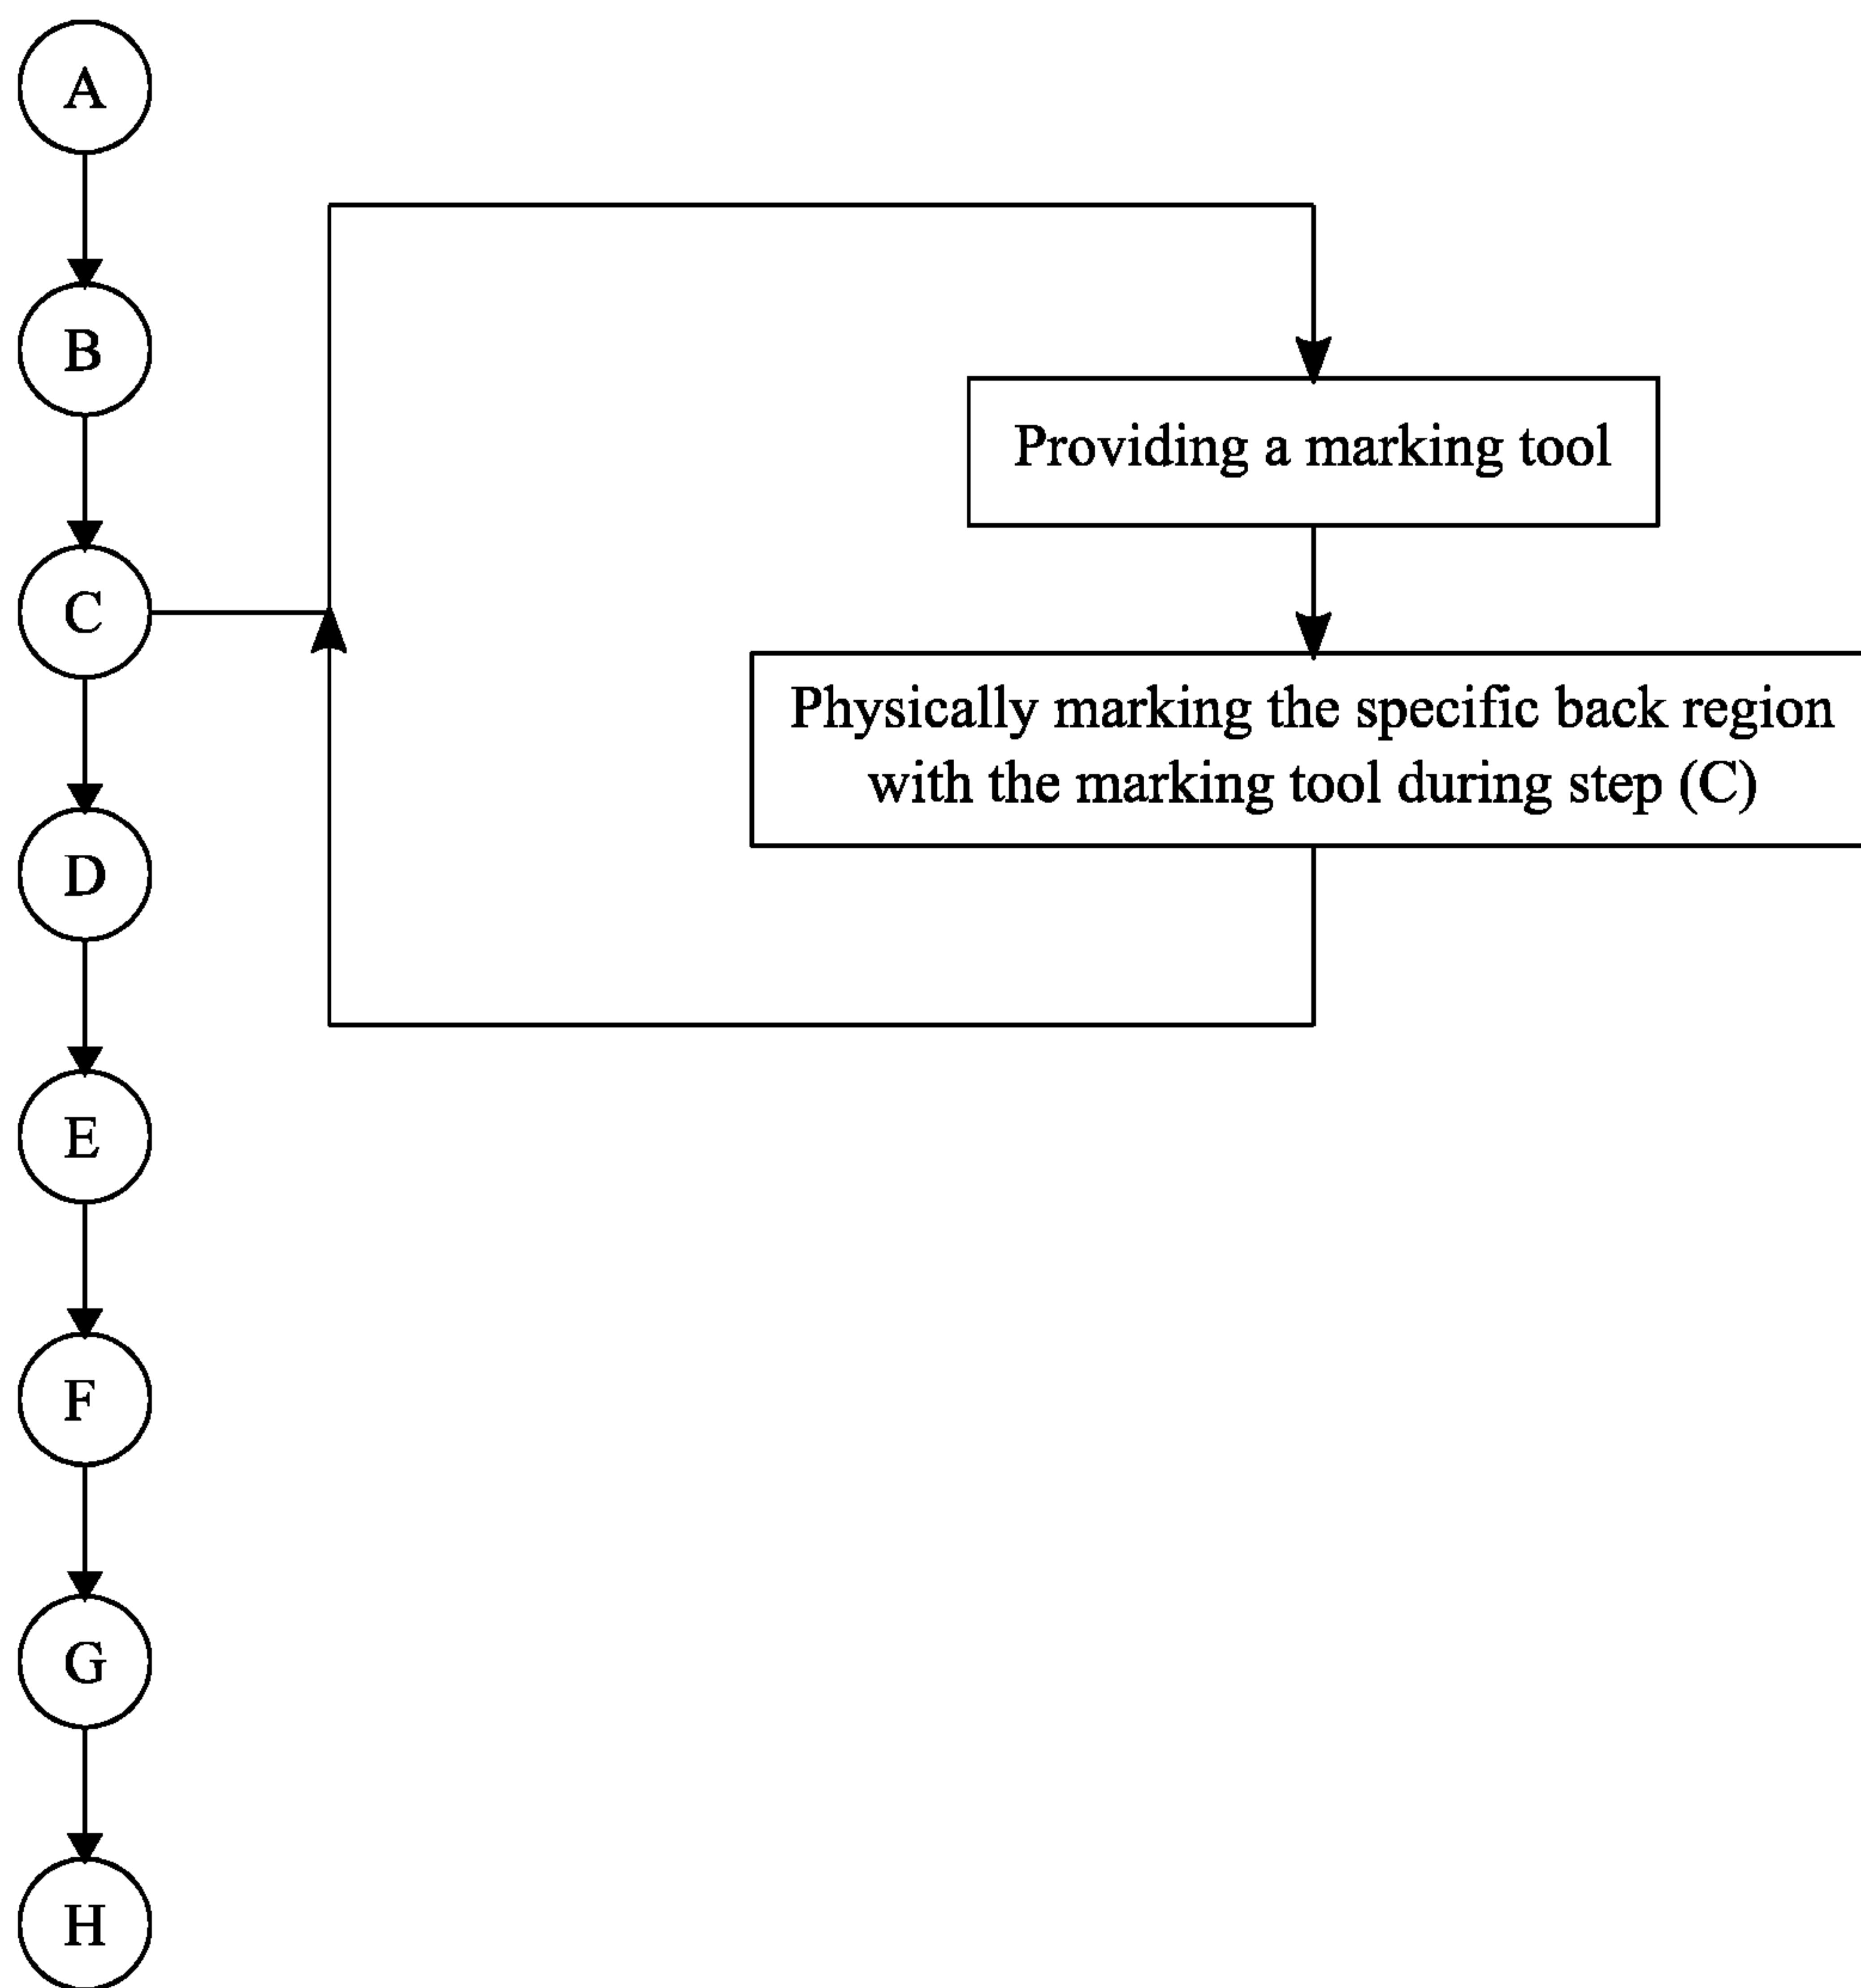 A
B
Providing a marking tool
C
Physically marking the specific back region
with the marking tool during step (C)
D
E
F
G
H